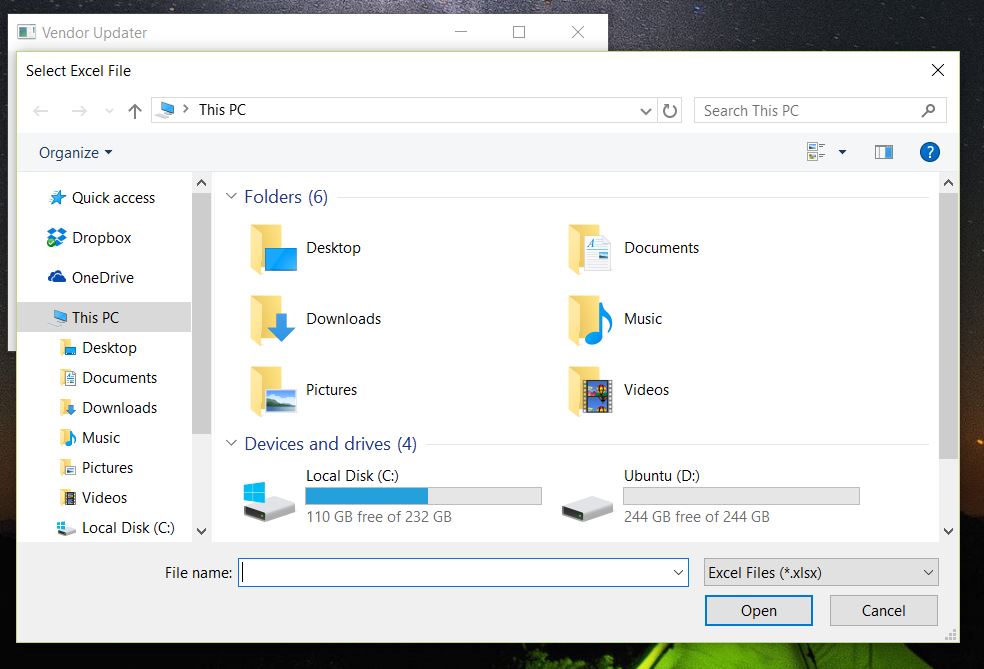 Vendor Updater
Select Excel File
This PC
Search This PC
Organize
?
Quick access
Dropbox
OneDrive
This PC
Desktop
Documents
Downloads
Music
Pictures
Videos
Local Disk (C:)
Folders (6)
Desktop
Documents
Downloads
Music
Pictures
Videos
Devices and drives (4)
Local Disk (C:)
110 GB free of 232 GB
Ubuntu (D:)
244 GB free of 244 GB
File name:
Excel Files (*.xlsx)
Open
Cancel